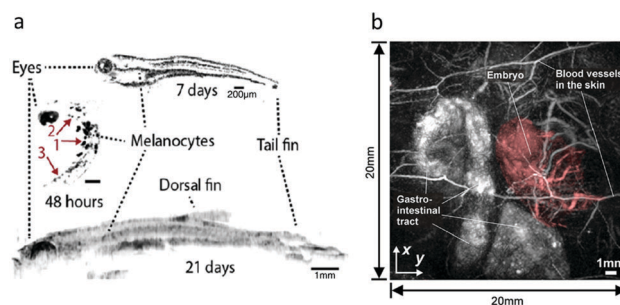 a
Eyes
7 days
200μm
2
1
3
Melanocytes
Tail fin
48 hours
Dorsal fin
21 days
1mm
b
20mm
Embryo
Blood vessels
in the skin
Gastro-
intestinal
tract
x
y
1mm
20mm